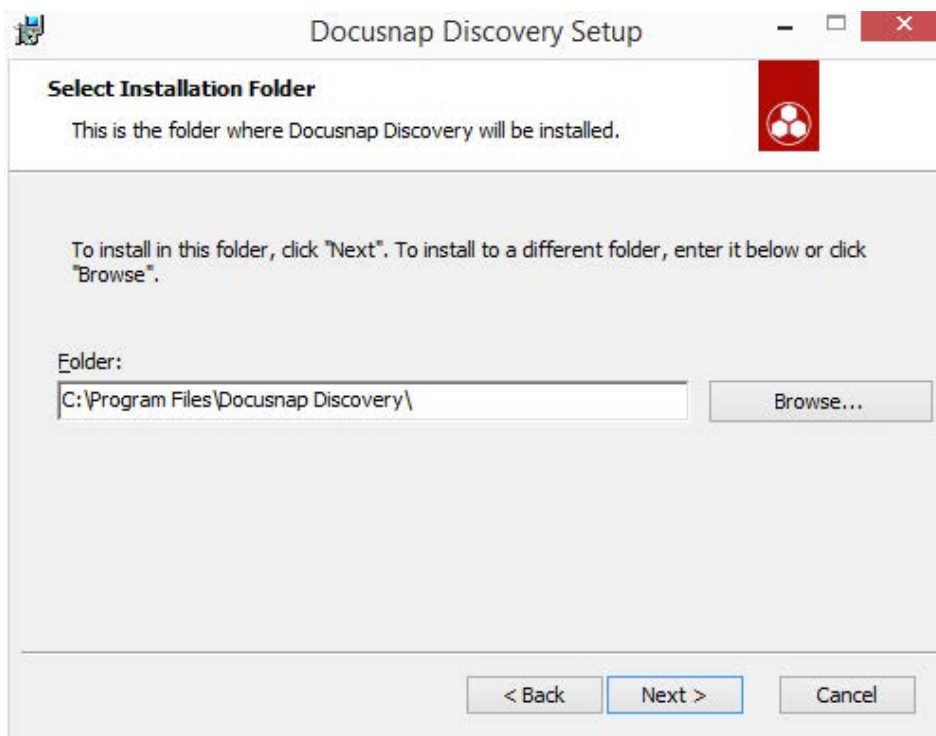 Docusnap Discovery Setup
Select Installation Folder
This is the folder where Docusnap Discovery will be installed.
To install in this folder, click "Next". To install to a different folder, enter it below or click
"Browse".
Folder:
C:\Program Files\Docusnap Discovery\
Browse...
< Back
Next >
Cancel